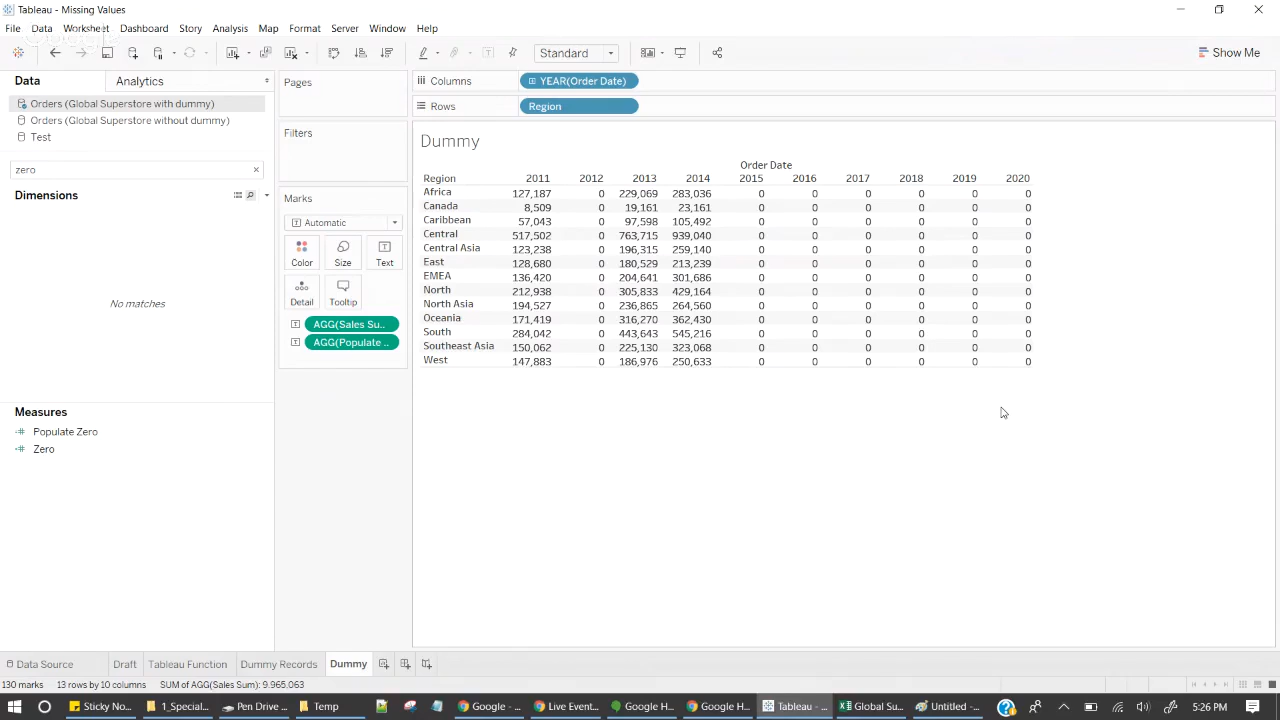 Tableau - Missing Values
File Data Worksheet Dashboard Story Analysis Map Format Server Window Help
Standard Show Me
Data Analytics
Orders (Global Superstore with dummy)
Orders (Global Superstore without dummy)
Test
zero
Dimensions
No matches
Measures
Populate Zero
Zero
Pages
Filters
Marks
Automatic
Color Size Text
Detail Tooltip
AGG(Sales Su..
AGG(Populate ..
Columns YEAR(Order Date)
Rows Region
Dummy
Order Date
Region 2011 2012 2013 2014 2015 2016 2017 2018 2019 2020
Africa 127,187 0 229,069 283,036 0 0 0 0 0 0
Canada 8,509 0 19,161 23,161 0 0 0 0 0 0
Caribbean 57,043 0 97,598 105,492 0 0 0 0 0 0
Central 517,502 0 763,715 939,040 0 0 0 0 0 0
Central Asia 123,238 0 196,315 259,140 0 0 0 0 0 0
East 128,680 0 180,529 213,239 0 0 0 0 0 0
EMEA 136,420 0 204,641 301,686 0 0 0 0 0 0
North 212,938 0 305,833 429,164 0 0 0 0 0 0
North Asia 194,527 0 236,865 264,560 0 0 0 0 0 0
Oceania 171,419 0 316,270 362,430 0 0 0 0 0 0
South 284,042 0 443,643 545,216 0 0 0 0 0 0
Southeast Asia 150,062 0 225,130 323,068 0 0 0 0 0 0
West 147,883 0 186,976 250,633 0 0 0 0 0 0
Data Source Draft Tableau Function Dummy Records Dummy
130 marks 13 rows by 10 columns SUM of AGG(Sales Sum): 9.965.063
Sticky No... 1_Special... Pen Drive ... Temp Google - ... Live Event... Google H... Google H... Tableau - ... Global Su... Untitled -... 5:26 PM